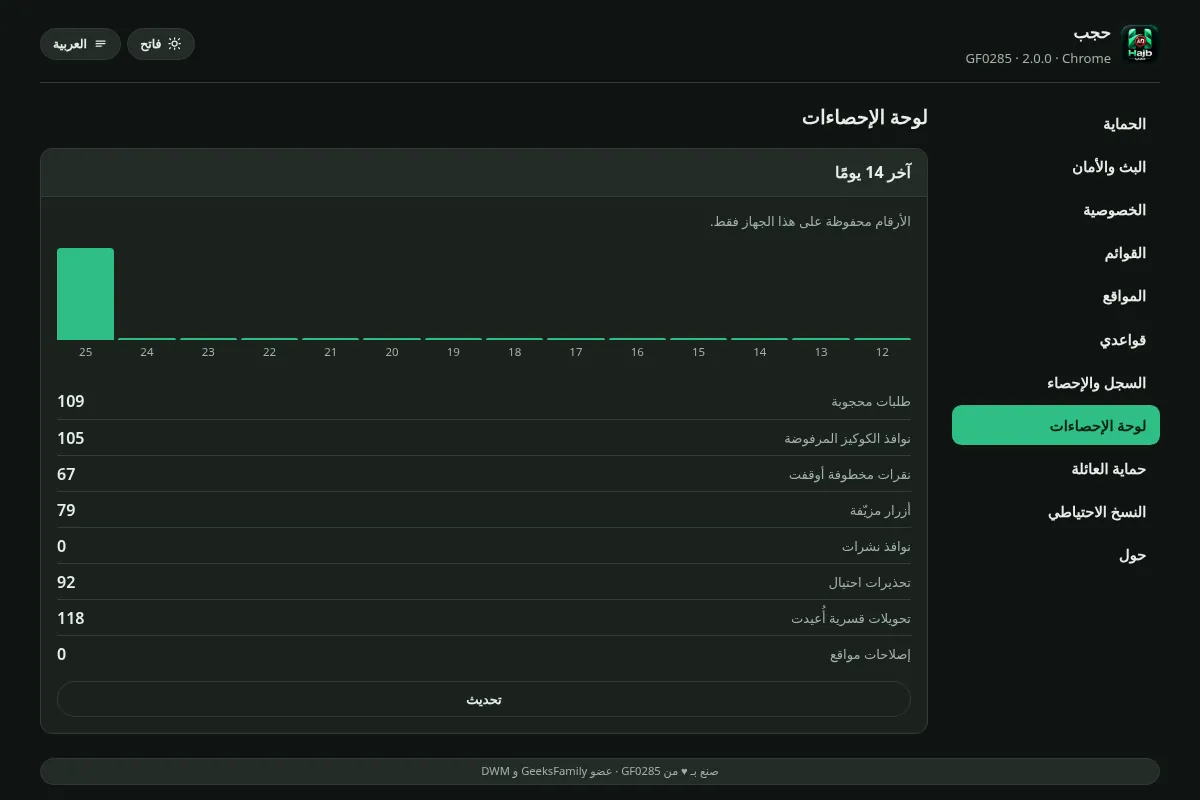 حجب
GF0285 · 2.0.0 · Chrome
فاتح
العربية
الحماية
البث والأمان
الخصوصية
القوائم
المواقع
قواعدي
السجل والإحصاء
لوحة الإحصاءات
حماية العائلة
النسخ الاحتياطي
حول
لوحة الإحصاءات
آخر 14 يومًا
الأرقام محفوظة على هذا الجهاز فقط.
12 13 14 15 16 17 18 19 20 21 22 23 24 25
طلبات محجوبة 109
نوافذ الكوكيز المرفوضة 105
نقرات مخطوفة أوقفت 67
أزرار مزيّفة 79
نوافذ نشرات 0
تحذيرات احتيال 92
تحويلات قسرية أُعيدت 118
إصلاحات مواقع 0
تحديث
صنع بـ ♥ من GF0285 · عضو GeeksFamily و DWM